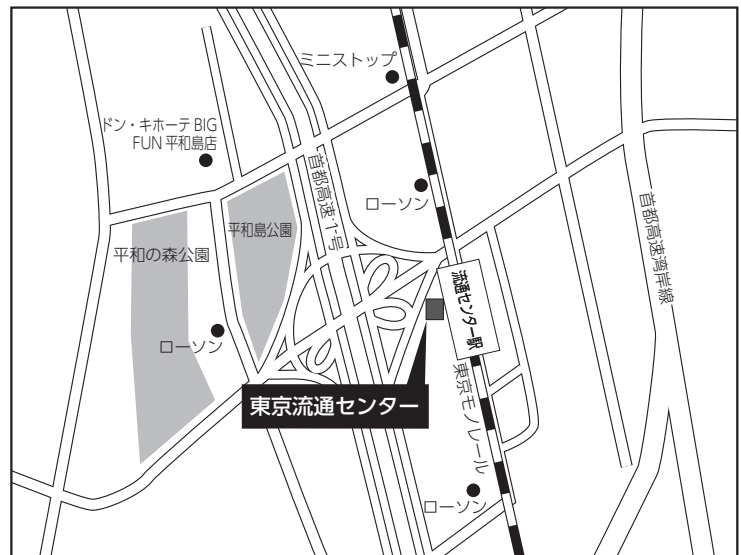 ミニストップ
ドン・キホーテ BIG
FUN 平和島店
首都高速1号
ローソン
首都高速湾岸線
平和島公園
平和の森公園
流通センター駅
ローソン
東京流通センター
東京モノレール
ローソン